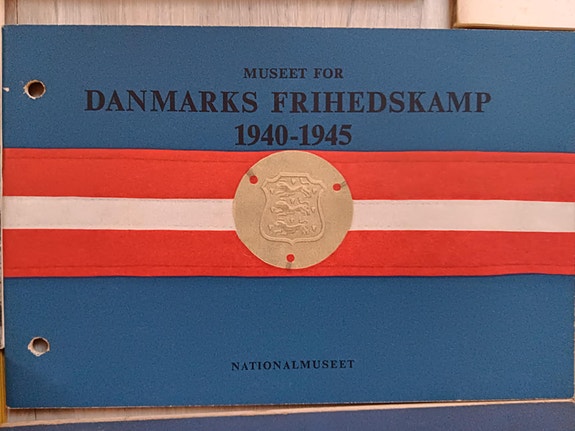 MUSEET FOR
DANMARKS FRIHEDSKAMP
1940-1945
NATIONALMUSEET